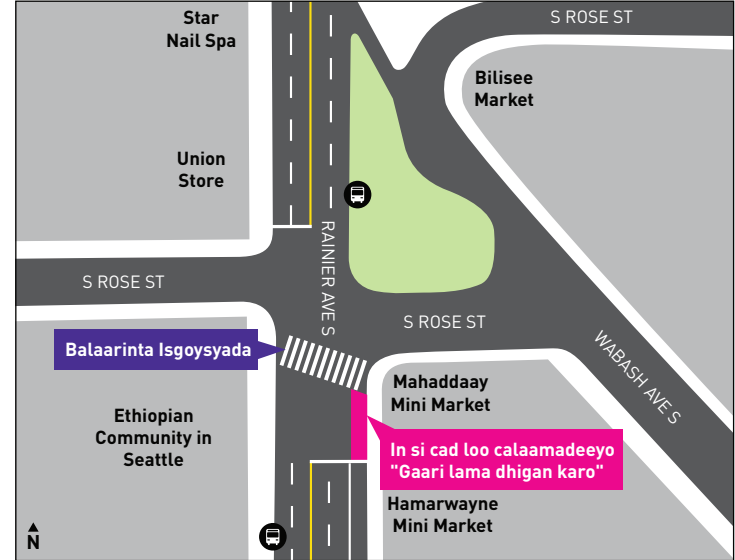 Star
Nail Spa
S ROSE ST
Bilisee
Market
Union
Store
RAINIER AVE S
S ROSE ST
S ROSE ST
WABASH AVE S
Balaarinta Isgoysyada
Mahaddaay
Mini Market
Ethiopian
Community in
Seattle
In si cad loo calaamadeeyo
"Gaari lama dhigan karo"
Hamarwayne
Mini Market
N